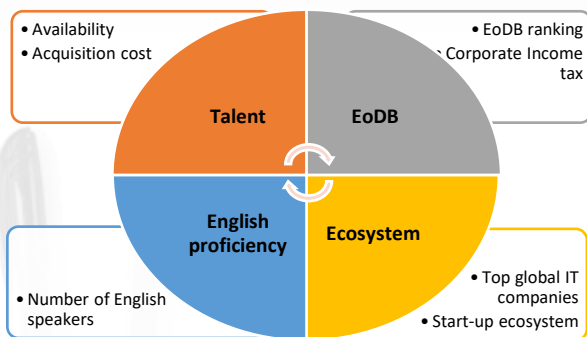 • Availability
• Acquisition cost
• EoDB ranking
Corporate Income
tax
Talent
EoDB
English
proficiency
Ecosystem
• Number of English
speakers
• Top global IT
companies
• Start-up ecosystem